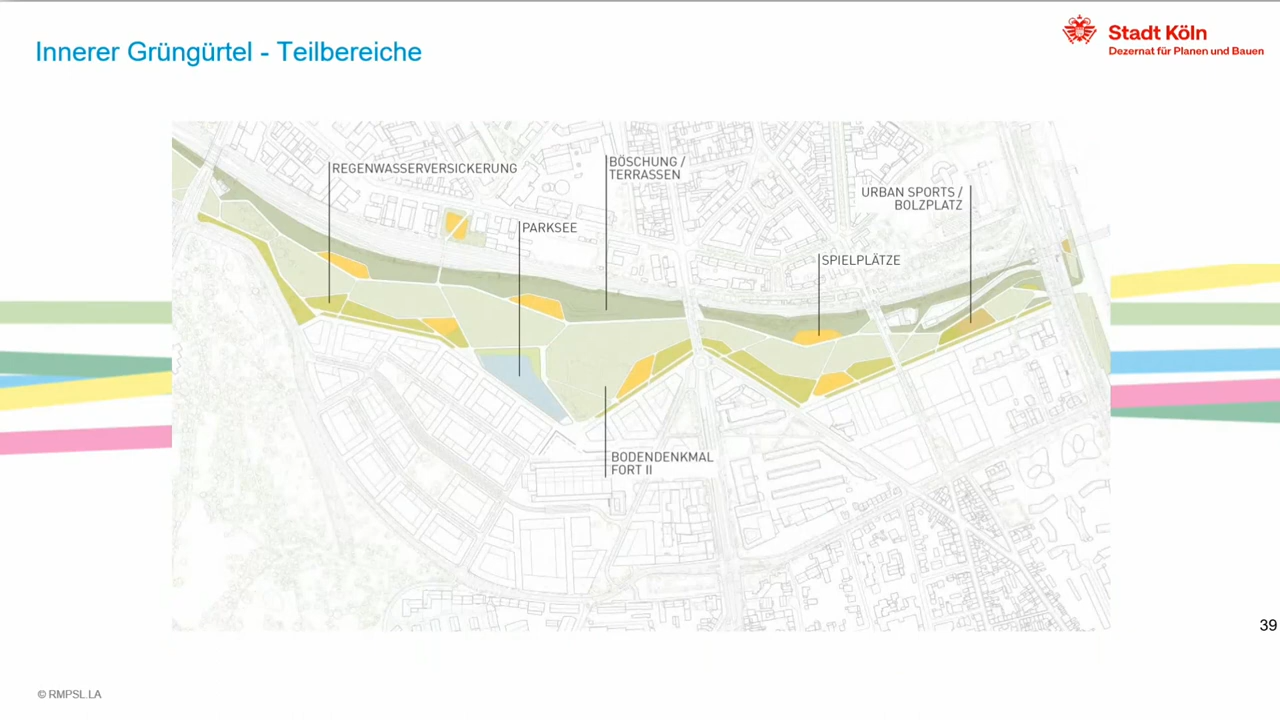 Innerer Grüngürtel - Teilbereiche
Stadt Köln
Dezernat für Planen und Bauen
REGENWASSERVERSICKERUNG
BÖSCHUNG /
TERRASSEN
URBAN SPORTS /
BOLZPLATZ
PARKSEE
SPIELPLÄTZE
BODENDENKMAL
FORT II
39
© RMPSL.LA